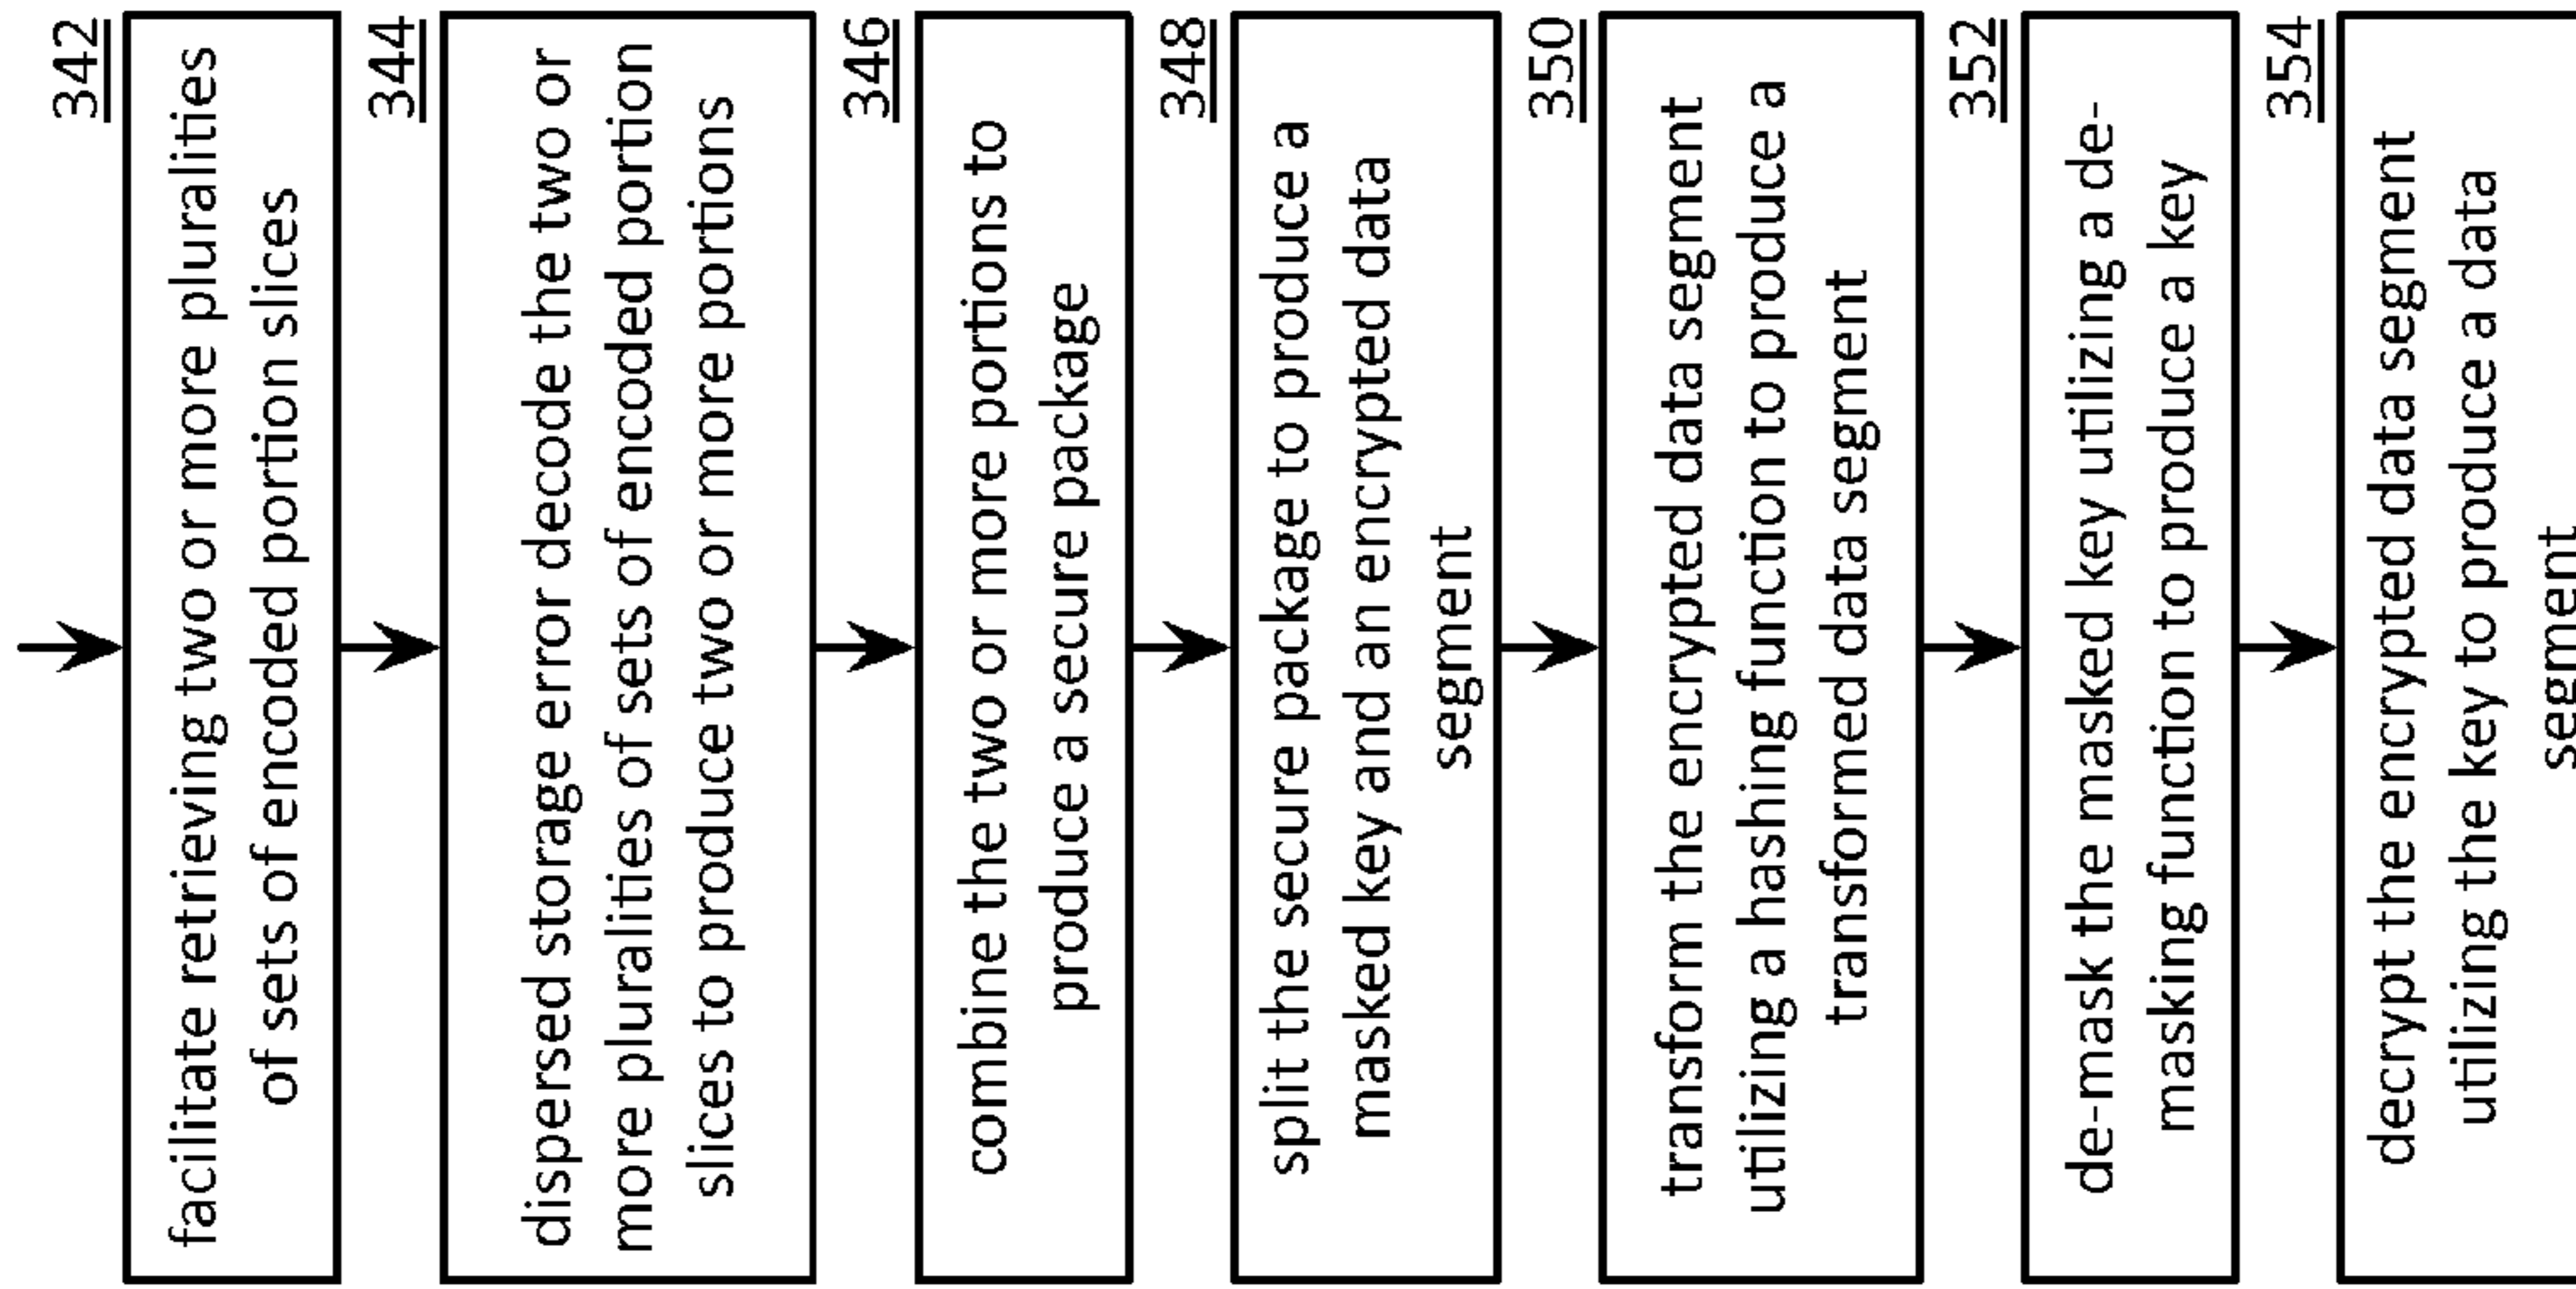 342
facilitate retrieving two or more pluralities
of sets of encoded portion slices
344
dispersed storage error decode the two or
more pluralities of sets of encoded portion
slices to produce two or more portions
346
combine the two or more portions to
produce a secure package
348
split the secure package to produce a
masked key and an encrypted data
segment
350
transform the encrypted data segment
utilizing a hashing function to produce a
transformed data segment
352
de-mask the masked key utilizing a de-
masking function to produce a key
354
decrypt the encrypted data segment
utilizing the key to produce a data
segment